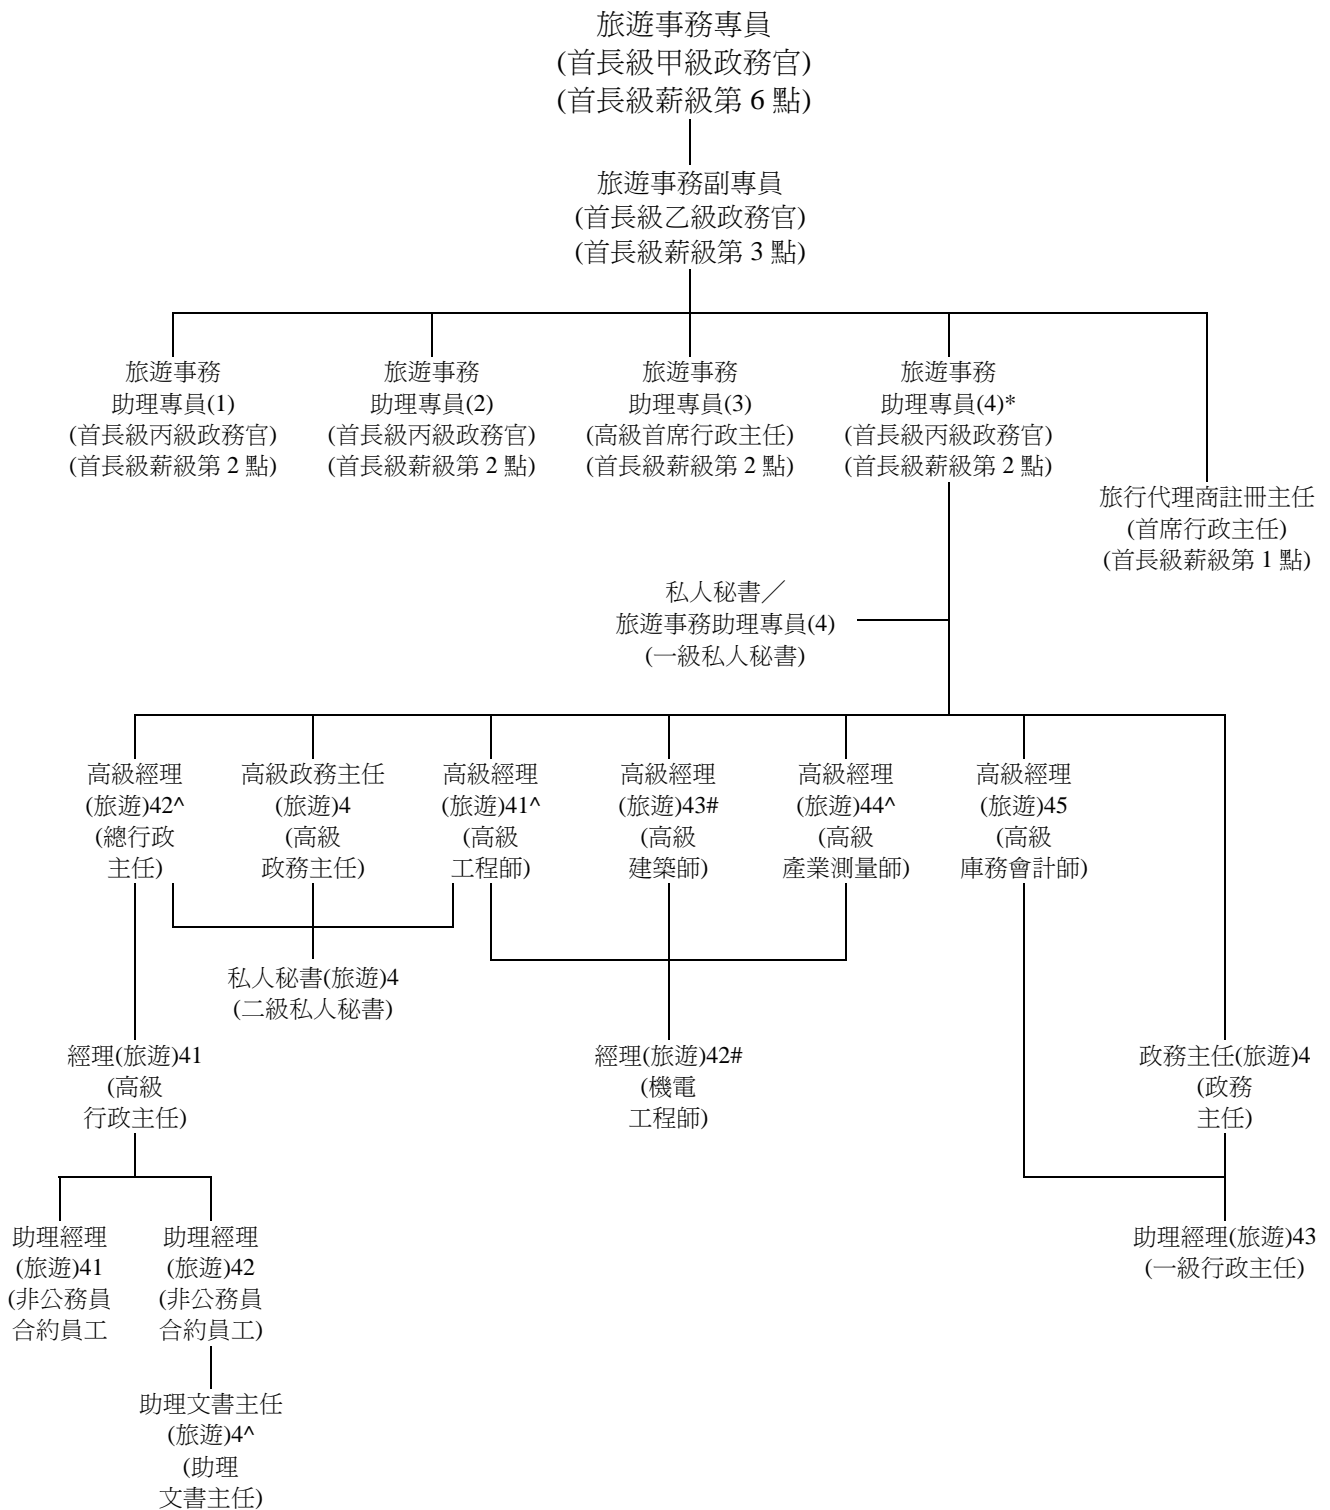 旅遊事務專員
(首長級甲級政務官)
(首長級薪級第 6 點)
旅遊事務副專員
(首長級乙級政務官)
(首長級薪級第 3 點)
旅遊事務
助理專員(1)
(首長級丙級政務官)
(首長級薪級第 2 點)
旅遊事務
助理專員(2)
(首長級丙級政務官)
(首長級薪級第 2 點)
旅遊事務
助理專員(3)
(高級首席行政主任)
(首長級薪級第 2 點)
旅遊事務
助理專員(4)*
(首長級丙級政務官)
(首長級薪級第 2 點)
旅行代理商註冊主任
(首席行政主任)
(首長級薪級第 1 點)
私人秘書／
旅遊事務助理專員(4)
(一級私人秘書)
高級經理
(旅遊)42^
(總行政
主任)
高級政務主任
(旅遊)4
(高級
政務主任)
高級經理
(旅遊)41^
(高級
工程師)
高級經理
(旅遊)43#
(高級
建築師)
高級經理
(旅遊)44^
(高級
產業測量師)
高級經理
(旅遊)45
(高級
庫務會計師)
私人秘書(旅遊)4
(二級私人秘書)
經理(旅遊)41
(高級
行政主任)
經理(旅遊)42#
(機電
工程師)
政務主任(旅遊)4
(政務
主任)
助理經理
(旅遊)41
(非公務員
合約員工
助理經理
(旅遊)42
(非公務員
合約員工)
助理經理(旅遊)43
(一級行政主任)
助理文書主任
(旅遊)4^
(助理
文書主任)